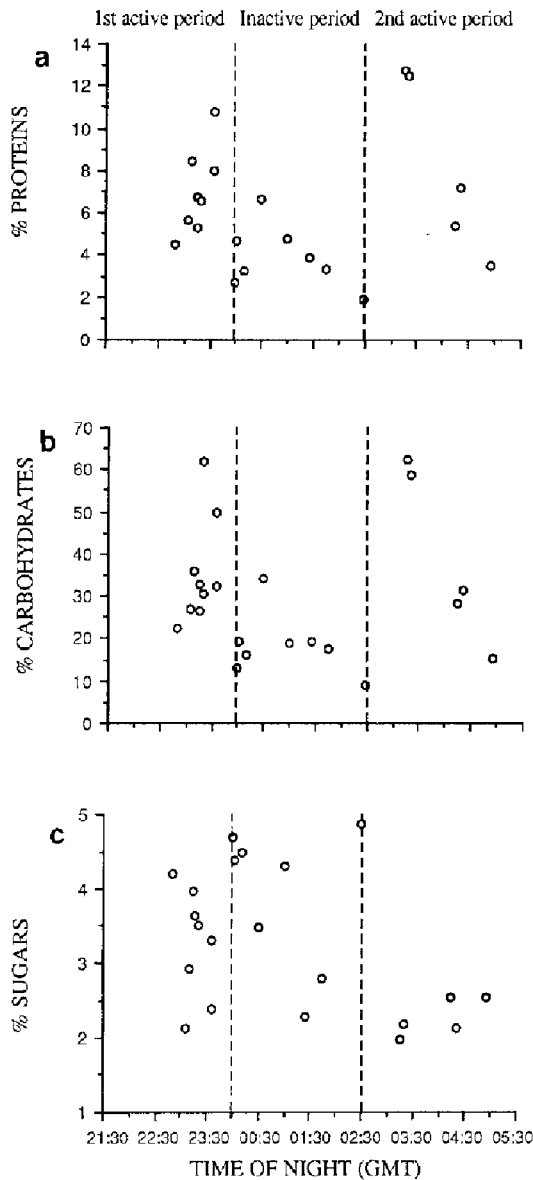 1st active period Inactive period 2nd active period
a
14
12
10
8
6
4
2
0
% PROTEINS
b
70
60
50
40
30
20
10
0
% CARBOHYDRATES
c
5
4
3
2
1
% SUGARS
21:30 22:30 23:30 00:30 01:30 02:30 03:30 04:30 05:30
TIME OF NIGHT (GMT)